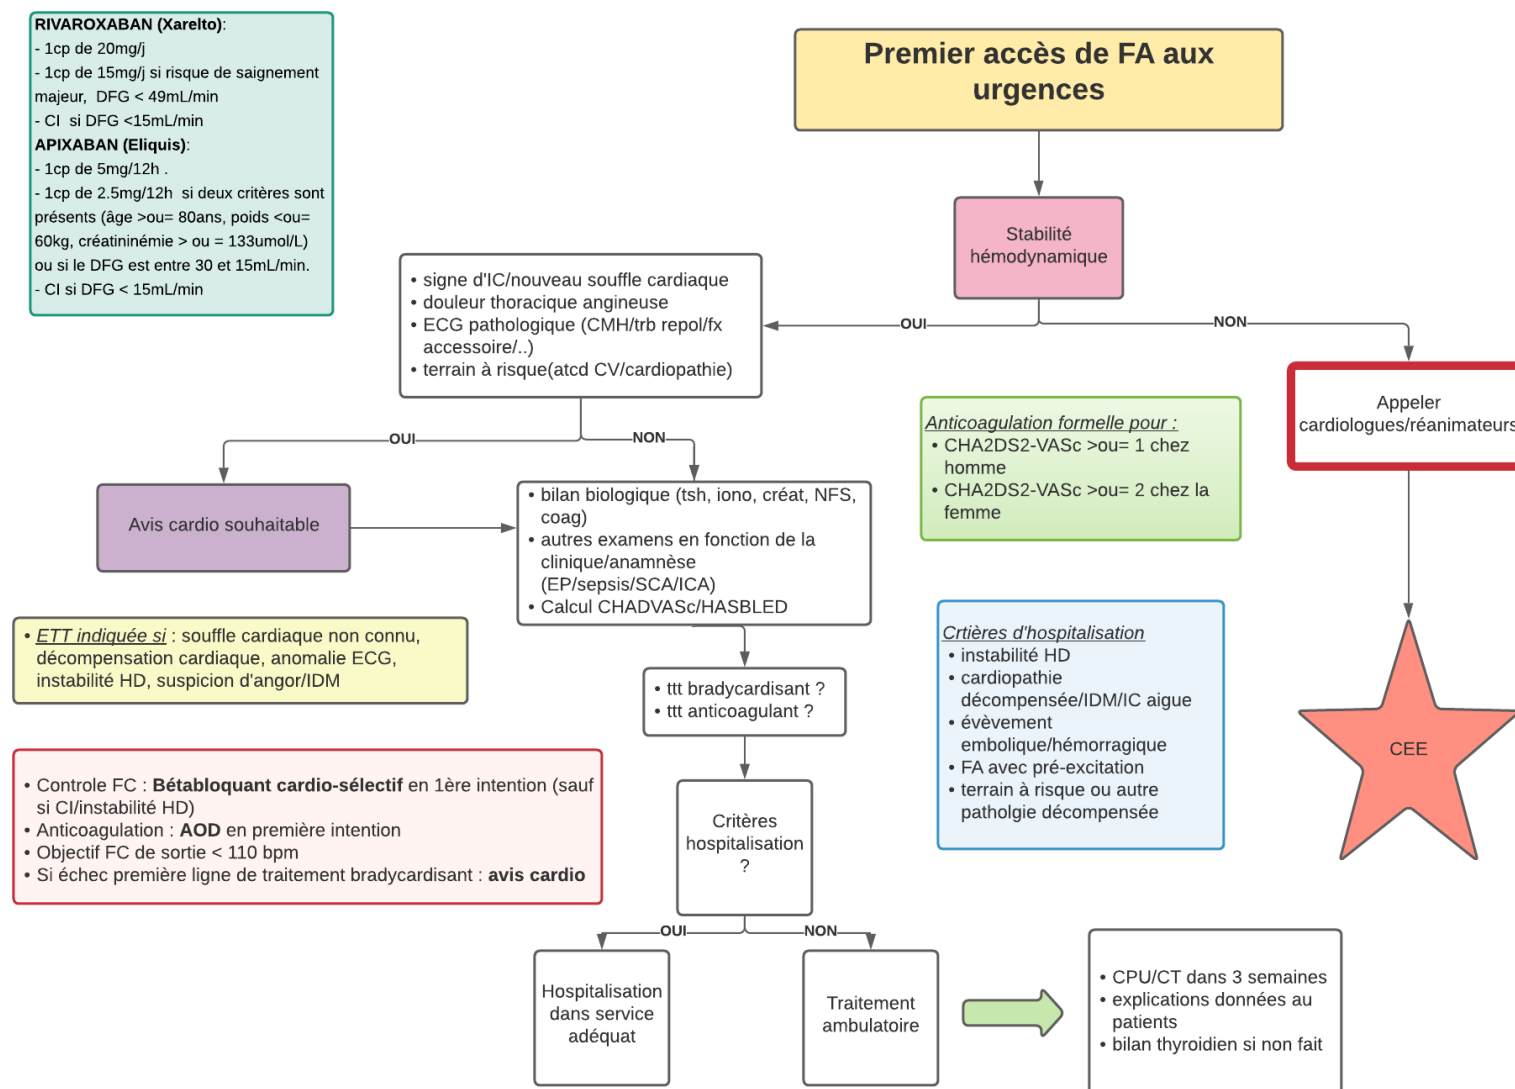 RIVAROXABAN (Xarelto):
- 1cp de 20mg/j
- 1cp de 15mg/j si risque de saignement
majeur, DFG < 49mL/min
- CI si DFG <15mL/min
APIXABAN (Eliquis):
- 1cp de 5mg/12h .
- 1cp de 2.5mg/12h si deux critères sont
présents (âge >ou= 80ans, poids <ou=
60kg, créatininémie > ou = 133umol/L)
ou si le DFG est entre 30 et 15mL/min.
- CI si DFG < 15mL/min
Premier accès de FA aux
urgences
Stabilité
hémodynamique
OUI
NON
• signe d'IC/nouveau souffle cardiaque
• douleur thoracique angineuse
• ECG pathologique (CMH/trb repol/fx
accessoire/..)
• terrain à risque(atcd CV/cardiopathie)
Appeler
cardiologues/réanimateurs
Anticoagulation formelle pour :
• CHA2DS2-VASc >ou= 1 chez
homme
• CHA2DS2-VASc >ou= 2 chez la
femme
OUI
NON
Avis cardio souhaitable
• bilan biologique (tsh, iono, créat, NFS,
coag)
• autres examens en fonction de la
clinique/anamnèse
(EP/sepsis/SCA/ICA)
• Calcul CHADVASc/HASBLED
• ETT indiquée si : souffle cardiaque non connu,
décompensation cardiaque, anomalie ECG,
instabilité HD, suspicion d'angor/IDM
Crtières d'hospitalisation
• instabilité HD
• cardiopathie
décompensée/IDM/IC aigue
• évèvement
embolique/hémorragique
• FA avec pré-excitation
• terrain à risque ou autre
patholgie décompensée
CEE
• ttt bradycardisant ?
• ttt anticoagulant ?
• Controle FC : Bétabloquant cardio-sélectif en 1ère intention (sauf
si CI/instabilité HD)
• Anticoagulation : AOD en première intention
• Objectif FC de sortie < 110 bpm
• Si échec première ligne de traitement bradycardisant : avis cardio
Critères
hospitalisation
?
OUI
NON
Hospitalisation
dans service
adéquat
Traitement
ambulatoire
• CPU/CT dans 3 semaines
• explications données au
patients
• bilan thyroidien si non fait